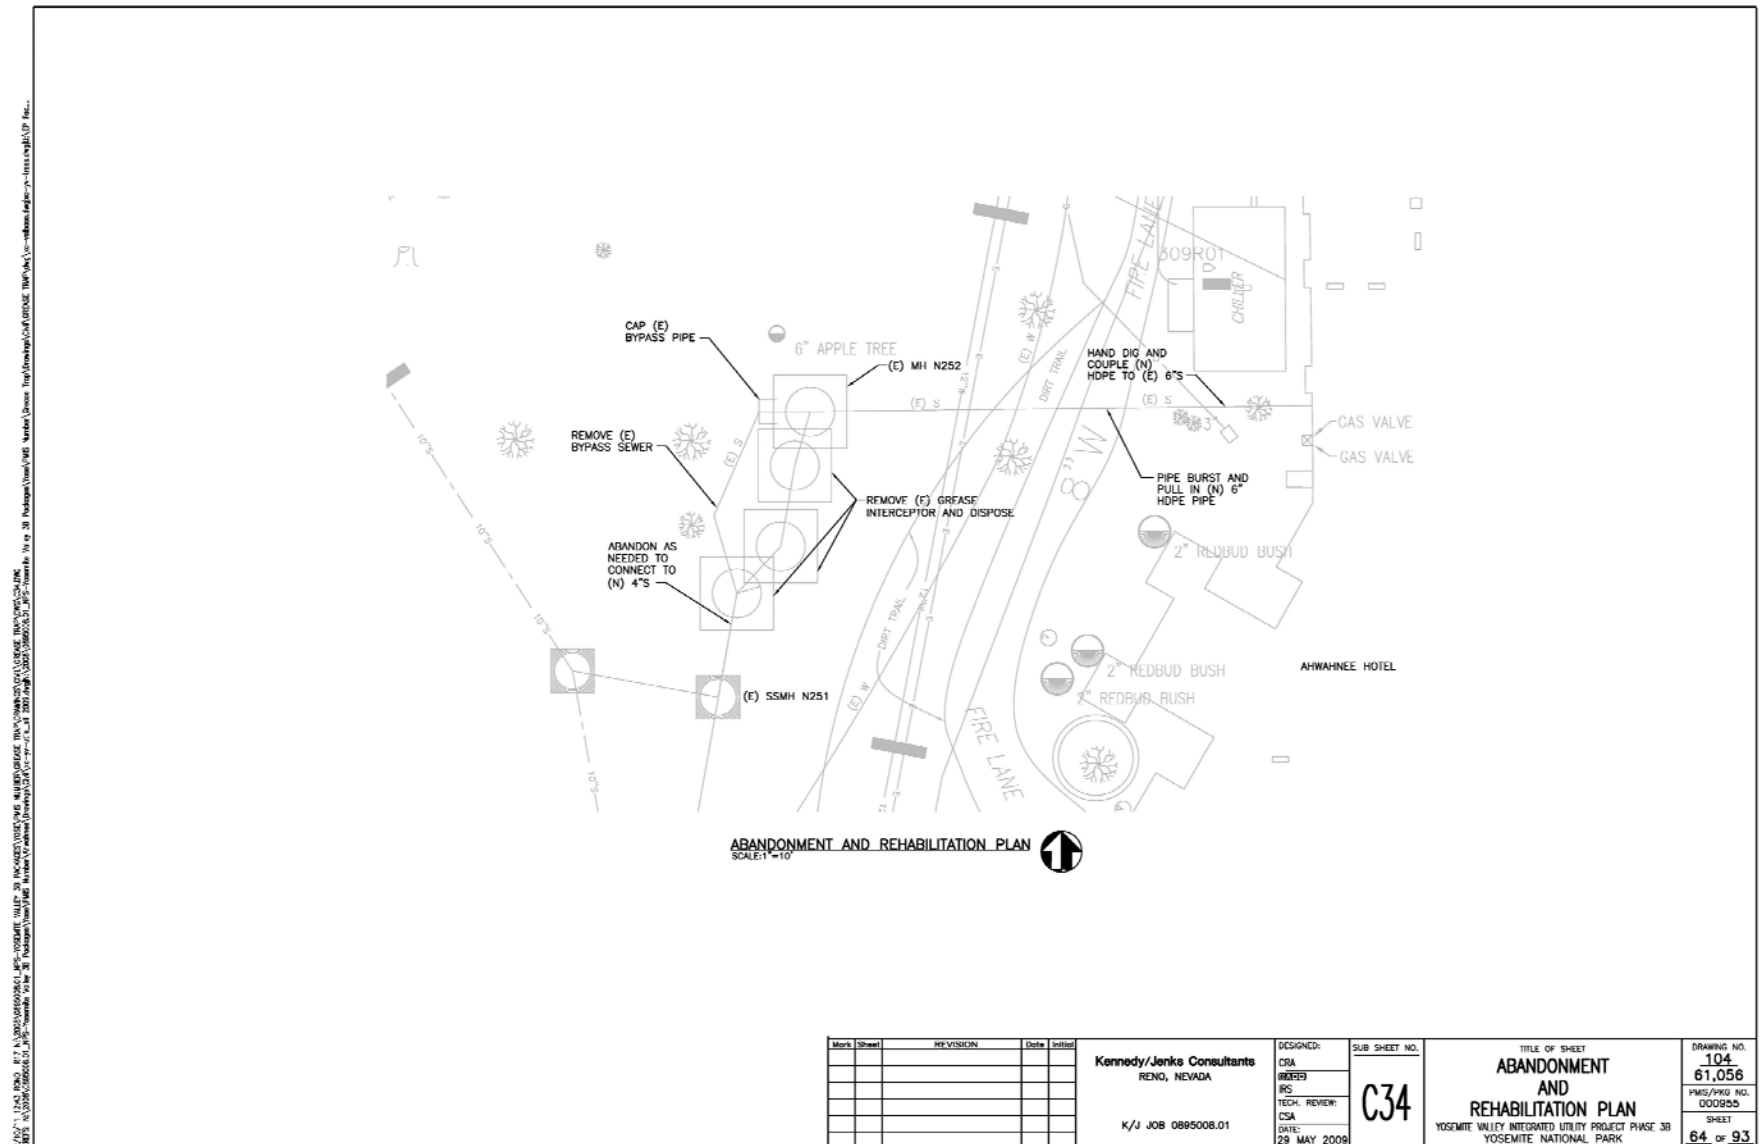 309R01
FIRE LANE
CHILLER
CAP (E)
BYPASS PIPE
6" APPLE TREE
(E) MH N252
(E) W
DIRT TRAIL
12"W
HAND DIG AND
COUPLE (N)
HDPE TO (E) 6"S
(E) S
(E) S
3"
GAS VALVE
GAS VALVE
REMOVE (E)
BYPASS SEWER
(E) S
10"S
8" W
PIPE BURST AND
PULL IN (N) 6"
HDPE PIPE
REMOVE (E) GREASE
INTERCEPTOR AND DISPOSE
10"S
ABANDON AS
NEEDED TO
CONNECT TO
(N) 4"S
2" REDBUD BUSH
DIRT TRAIL
10"S
2" REDBUD BUSH
AHWAHNEE HOTEL
(E) SSMH N251
(E) W
2" REDBUD BUSH
FIRE LANE
10"S
ABANDONMENT AND REHABILITATION PLAN
SCALE:1"=10'
Mark Sheet REVISION Date Initial
Kennedy/Jenks Consultants
RENO, NEVADA
K/J JOB 0895008.01
DESIGNED:
CRA
CADD
IRS
TECH. REVIEW:
CSA
DATE:
29 MAY 2009
SUB SHEET NO.
C34
TITLE OF SHEET
ABANDONMENT
AND
REHABILITATION PLAN
YOSEMITE VALLEY INTEGRATED UTILITY PROJECT PHASE 3B
YOSEMITE NATIONAL PARK
DRAWING NO.
104
61,056
PMIS/PKG NO.
000955
SHEET
64 OF 93